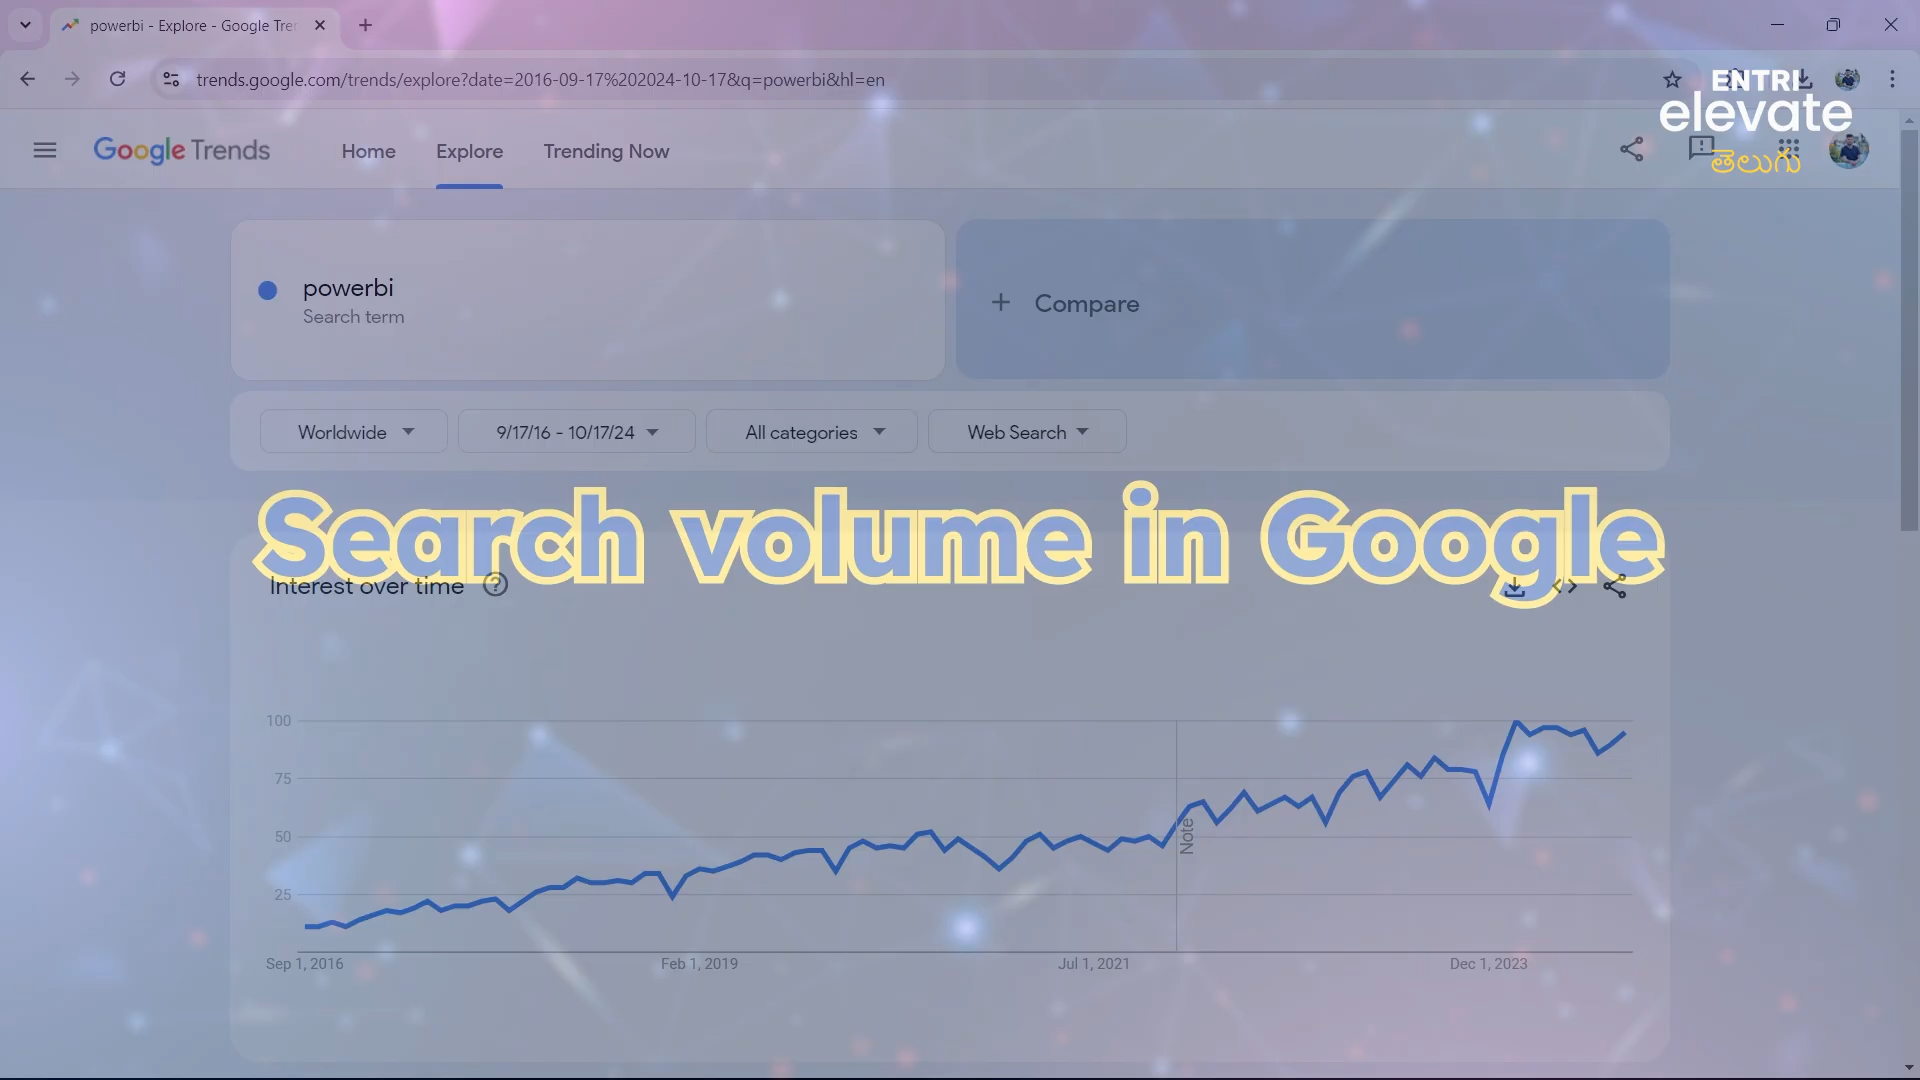 powerbi - Explore - Google Tre
trends.google.com/trends/explore?date=2016-09-17%202024-10-17&q=powerbi&hl=en
ENTRI
elevate
తెలుగు
Google Trends
Home
Explore
Trending Now
powerbi
Search term
+ Compare
Worldwide
9/17/16 - 10/17/24
All categories
Web Search
Search volume in Google
Interest over time
100
75
50
25
Note
Sep 1, 2016
Feb 1, 2019
Jul 1, 2021
Dec 1, 2023